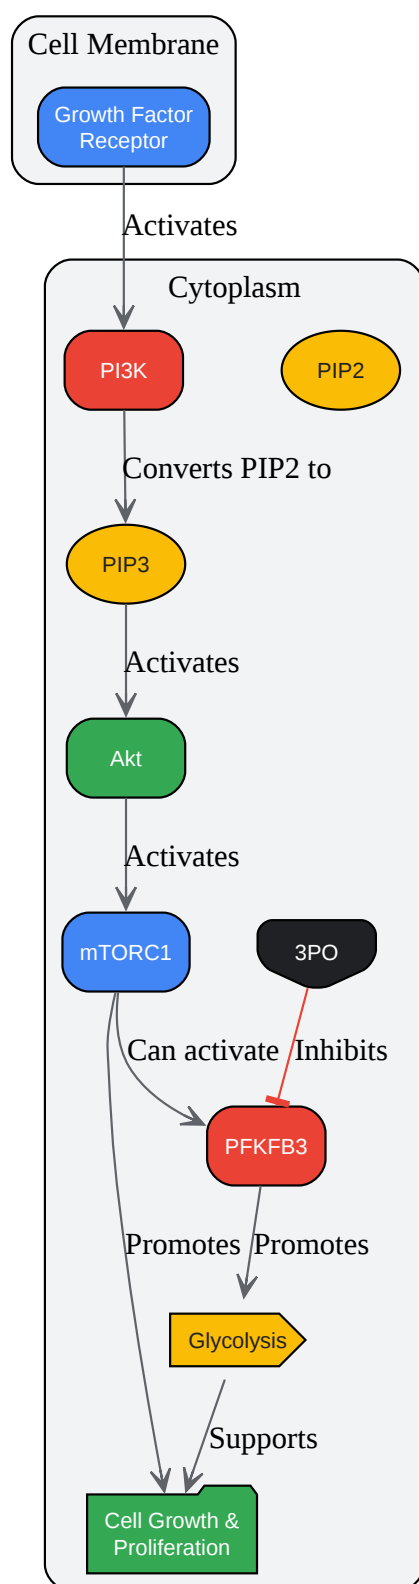 Cell Membrane
Growth Factor
Receptor
Activates
Cytoplasm
PI3K
PIP2
Converts PIP2 to
PIP3
Activates
Akt
Activates
mTORC1
3PO
Can activate
Inhibits
PFKFB3
Promotes
Promotes
Glycolysis
Supports
Cell Growth &
Proliferation